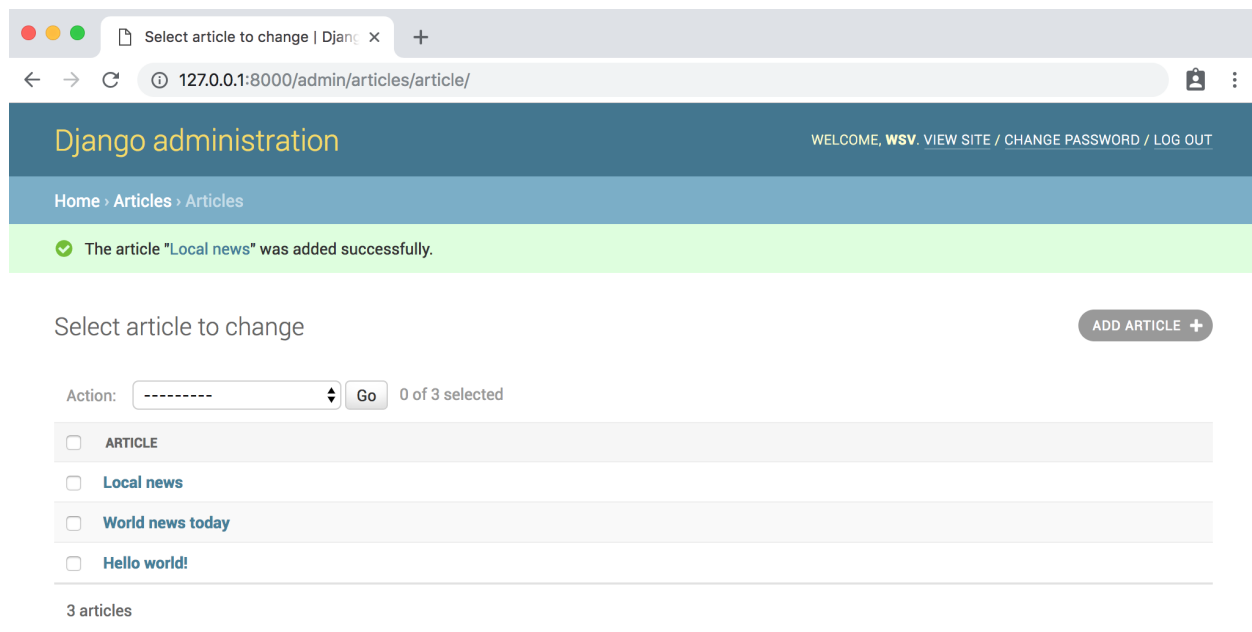 Select article to change | Djang
127.0.0.1:8000/admin/articles/article/
Django administration
WELCOME, WSV. VIEW SITE / CHANGE PASSWORD / LOG OUT
Home › Articles › Articles
The article "Local news" was added successfully.
Select article to change
ADD ARTICLE +
Action: --------- Go 0 of 3 selected
ARTICLE
Local news
World news today
Hello world!
3 articles